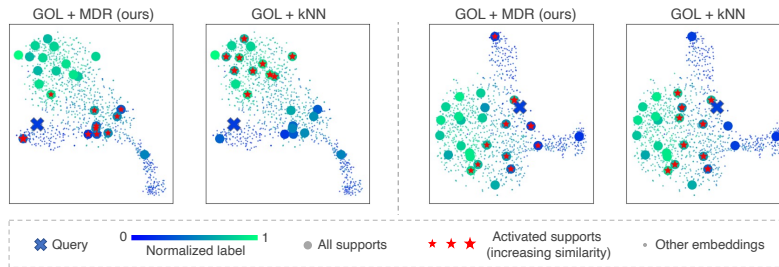 GOL + MDR (ours)
GOL + kNN
GOL + MDR (ours)
GOL + kNN
Query
0
1
Normalized label
All supports
Activated supports
(increasing similarity)
Other embeddings